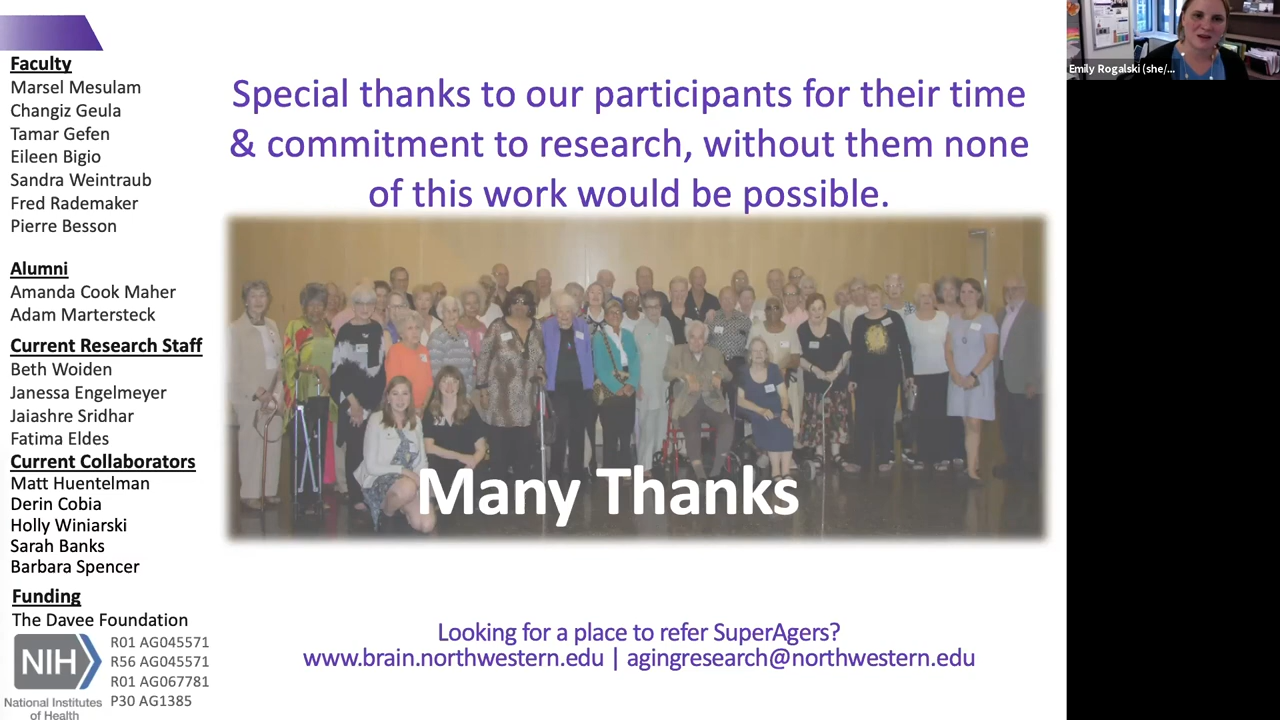 Faculty
Marsel Mesulam
Changiz Geula
Tamar Gefen
Eileen Bigio
Sandra Weintraub
Fred Rademaker
Pierre Besson
Alumni
Amanda Cook Maher
Adam Martersteck
Current Research Staff
Beth Woiden
Janessa Engelmeyer
Jaiashre Sridhar
Fatima Eldes
Current Collaborators
Matt Huentelman
Derin Cobia
Holly Winiarski
Sarah Banks
Barbara Spencer
Funding
The Davee Foundation
NIH
National Institutes
of Health
R01 AG045571
R56 AG045571
R01 AG067781
P30 AG1385
Special thanks to our participants for their time
& commitment to research, without them none
of this work would be possible.
Many Thanks
Looking for a place to refer SuperAgers?
www.brain.northwestern.edu | agingresearch@northwestern.edu
Emily Rogalski (she/...